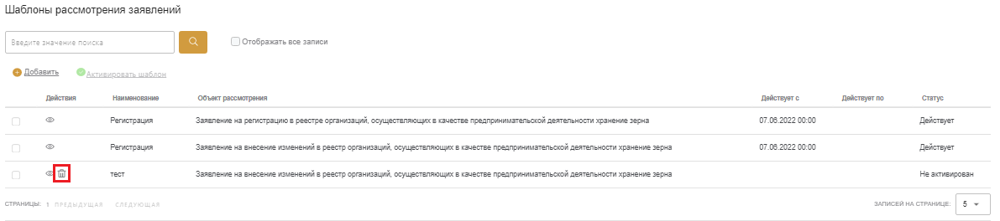 Шаблоны рассмотрения заявлений
Введите значение поиска
Отображать все записи
Добавить Активировать шаблон
Действия Наименование Объект рассмотрения Действует с Действует по Статус
Регистрация Заявление на регистрацию в реестре организаций, осуществляющих в качестве предпринимательской деятельности хранение зерна 07.06.2022 00:00 Действует
Регистрация Заявление на внесение изменений в реестр организаций, осуществляющих в качестве предпринимательской деятельности хранение зерна 07.06.2022 00:00 Действует
тест Заявление на внесение изменений в реестр организаций, осуществляющих в качестве предпринимательской деятельности хранение зерна Не активирован
СТРАНИЦЫ: 1 ПРЕДЫДУЩАЯ СЛЕДУЮЩАЯ ЗАПИСЕЙ НА СТРАНИЦЕ: 5